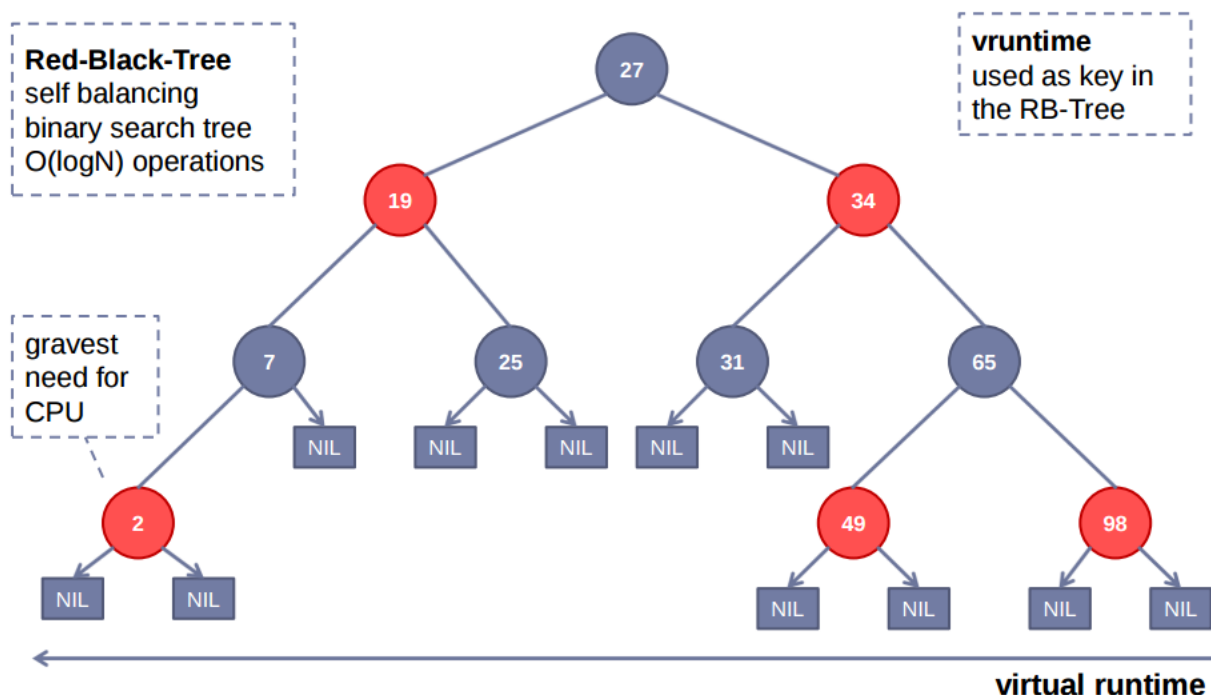 Red-Black-Tree
self balancing
binary search tree
O(logN) operations
vruntime
used as key in
the RB-Tree
27
19
34
gravest
need for
CPU
7
25
31
65
NIL
NIL
NIL
NIL
NIL
2
49
98
NIL
NIL
NIL
NIL
NIL
NIL
virtual runtime